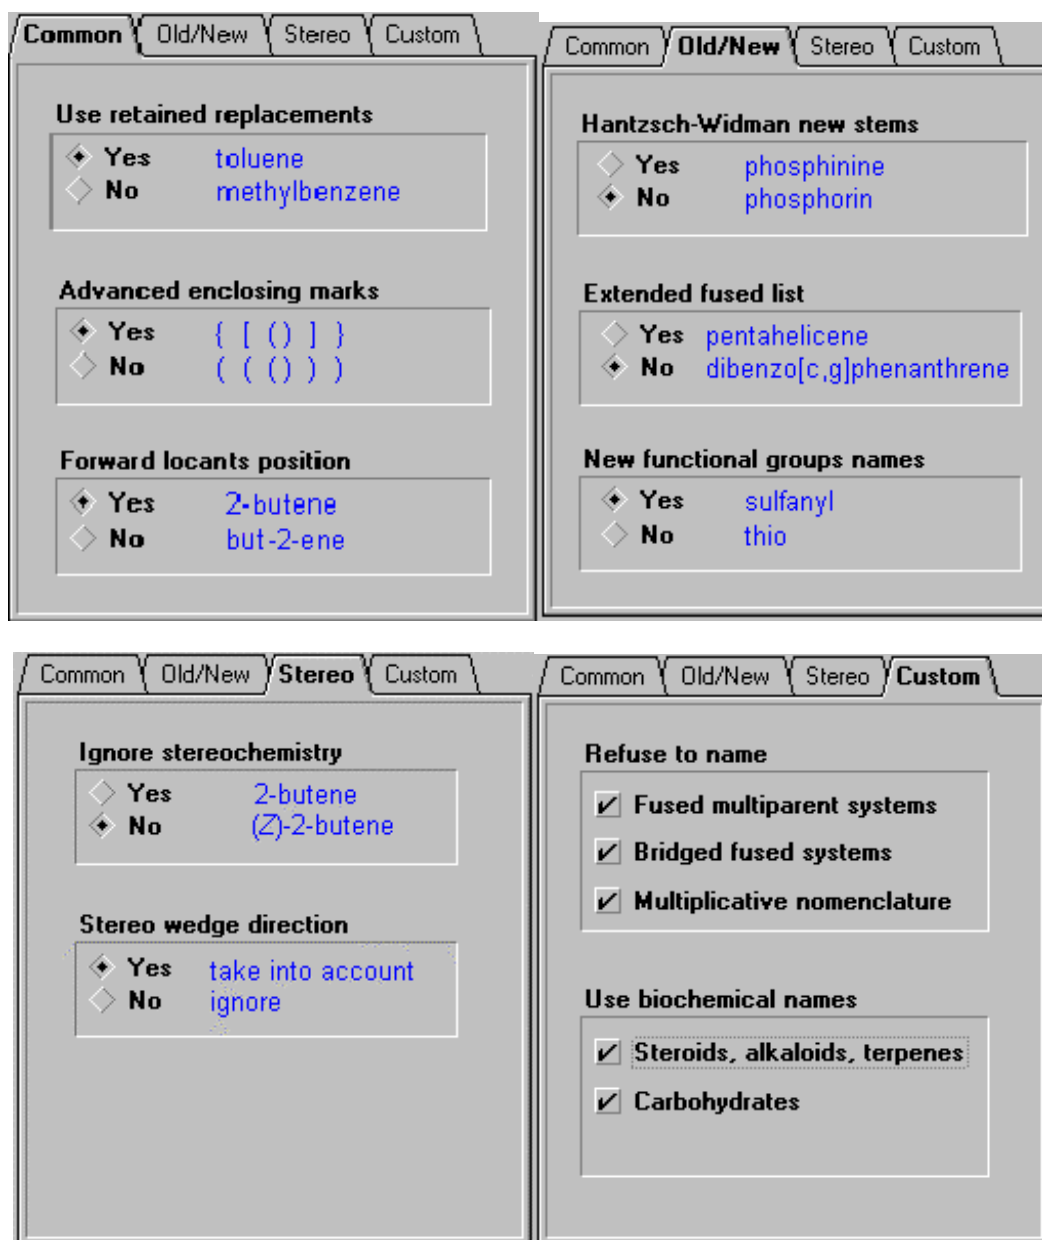 Common Old/New Stereo Custom
Use retained replacements
Yes toluene
No methylbenzene
Advanced enclosing marks
Yes { [ () ] }
No ( ( () ) )
Forward locants position
Yes 2-butene
No but-2-ene
Common Old/New Stereo Custom
Hantzsch-Widman new stems
Yes phosphinine
No phosphorin
Extended fused list
Yes pentahelicene
No dibenzo[c,g]phenanthrene
New functional groups names
Yes sulfanyl
No thio
Common Old/New Stereo Custom
Ignore stereochemistry
Yes 2-butene
No (Z)-2-butene
Stereo wedge direction
Yes take into account
No ignore
Common Old/New Stereo Custom
Refuse to name
Fused multiparent systems
Bridged fused systems
Multiplicative nomenclature
Use biochemical names
Steroids, alkaloids, terpenes
Carbohydrates